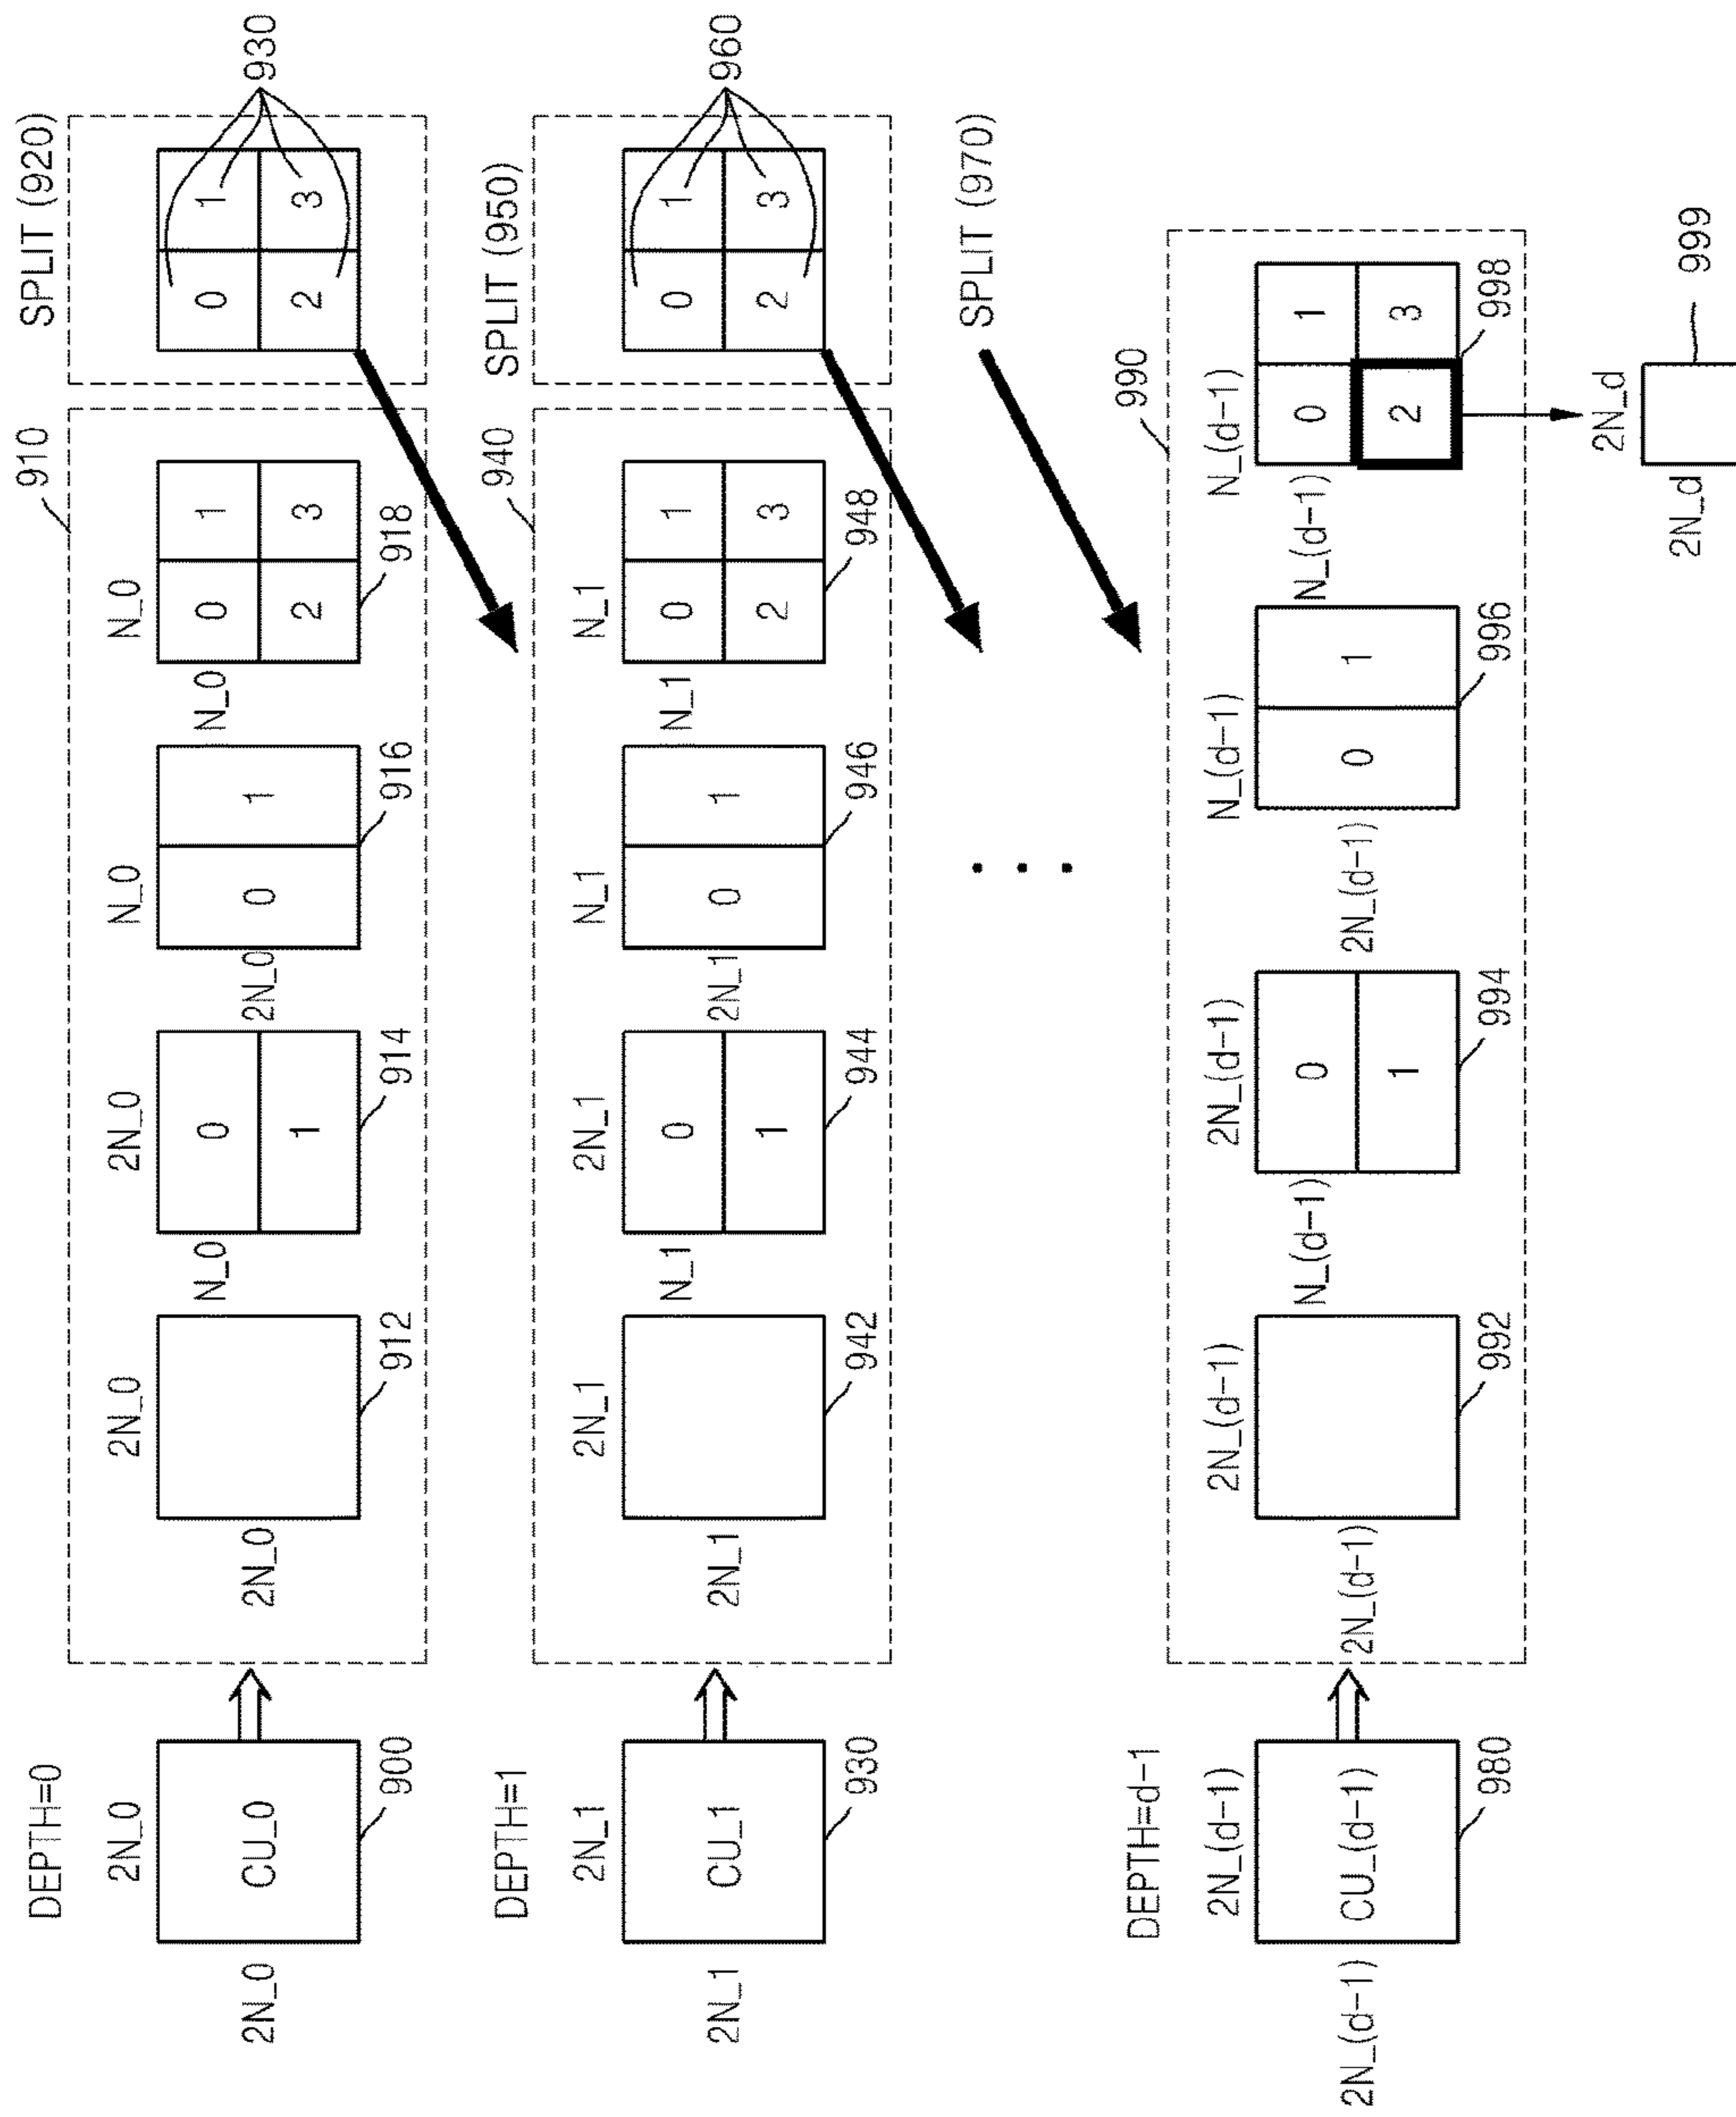 DEPTH=0
2N_0
2N_0
CU_0
900
910
2N_0
2N_0
912
2N_0
N_0
0
1
914
N_0
2N_0
0 1
916
N_0
N_0
0 1
2 3
918
SPLIT (920)
0 1
2 3
930
DEPTH=1
2N_1
2N_1
CU_1
930
940
2N_1
2N_1
942
2N_1
N_1
0
1
944
N_1
2N_1
0 1
946
N_1
N_1
0 1
2 3
948
SPLIT (950)
0 1
2 3
960
SPLIT (970)
DEPTH=d-1
2N_(d-1)
2N_(d-1)
CU_(d-1)
980
990
2N_(d-1)
2N_(d-1)
992
2N_(d-1)
N_(d-1)
0
1
994
N_(d-1)
2N_(d-1)
0 1
996
N_(d-1)
N_(d-1)
0 1
2 3
998
2N_d
2N_d
999